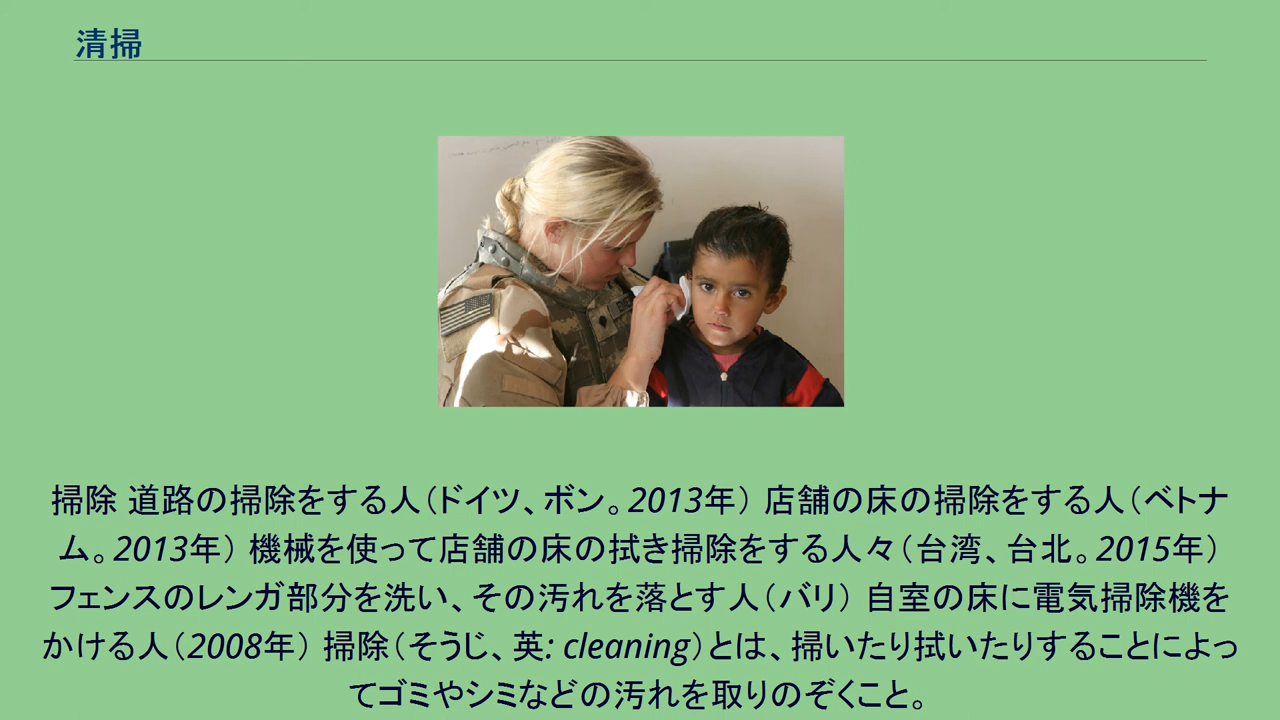 清掃
掃除 道路の掃除をする人（ドイツ、ボン。2013年） 店舗の床の掃除をする人（ベトナ
ム。2013年） 機械を使って店舗の床の拭き掃除をする人々（台湾、台北。2015年）
フェンスのレンガ部分を洗い、その汚れを落とす人（バリ） 自室の床に電気掃除機を
かける人（2008年） 掃除（そうじ、英: cleaning）とは、掃いたり拭いたりすることによっ
てゴミやシミなどの汚れを取りのぞくこと。